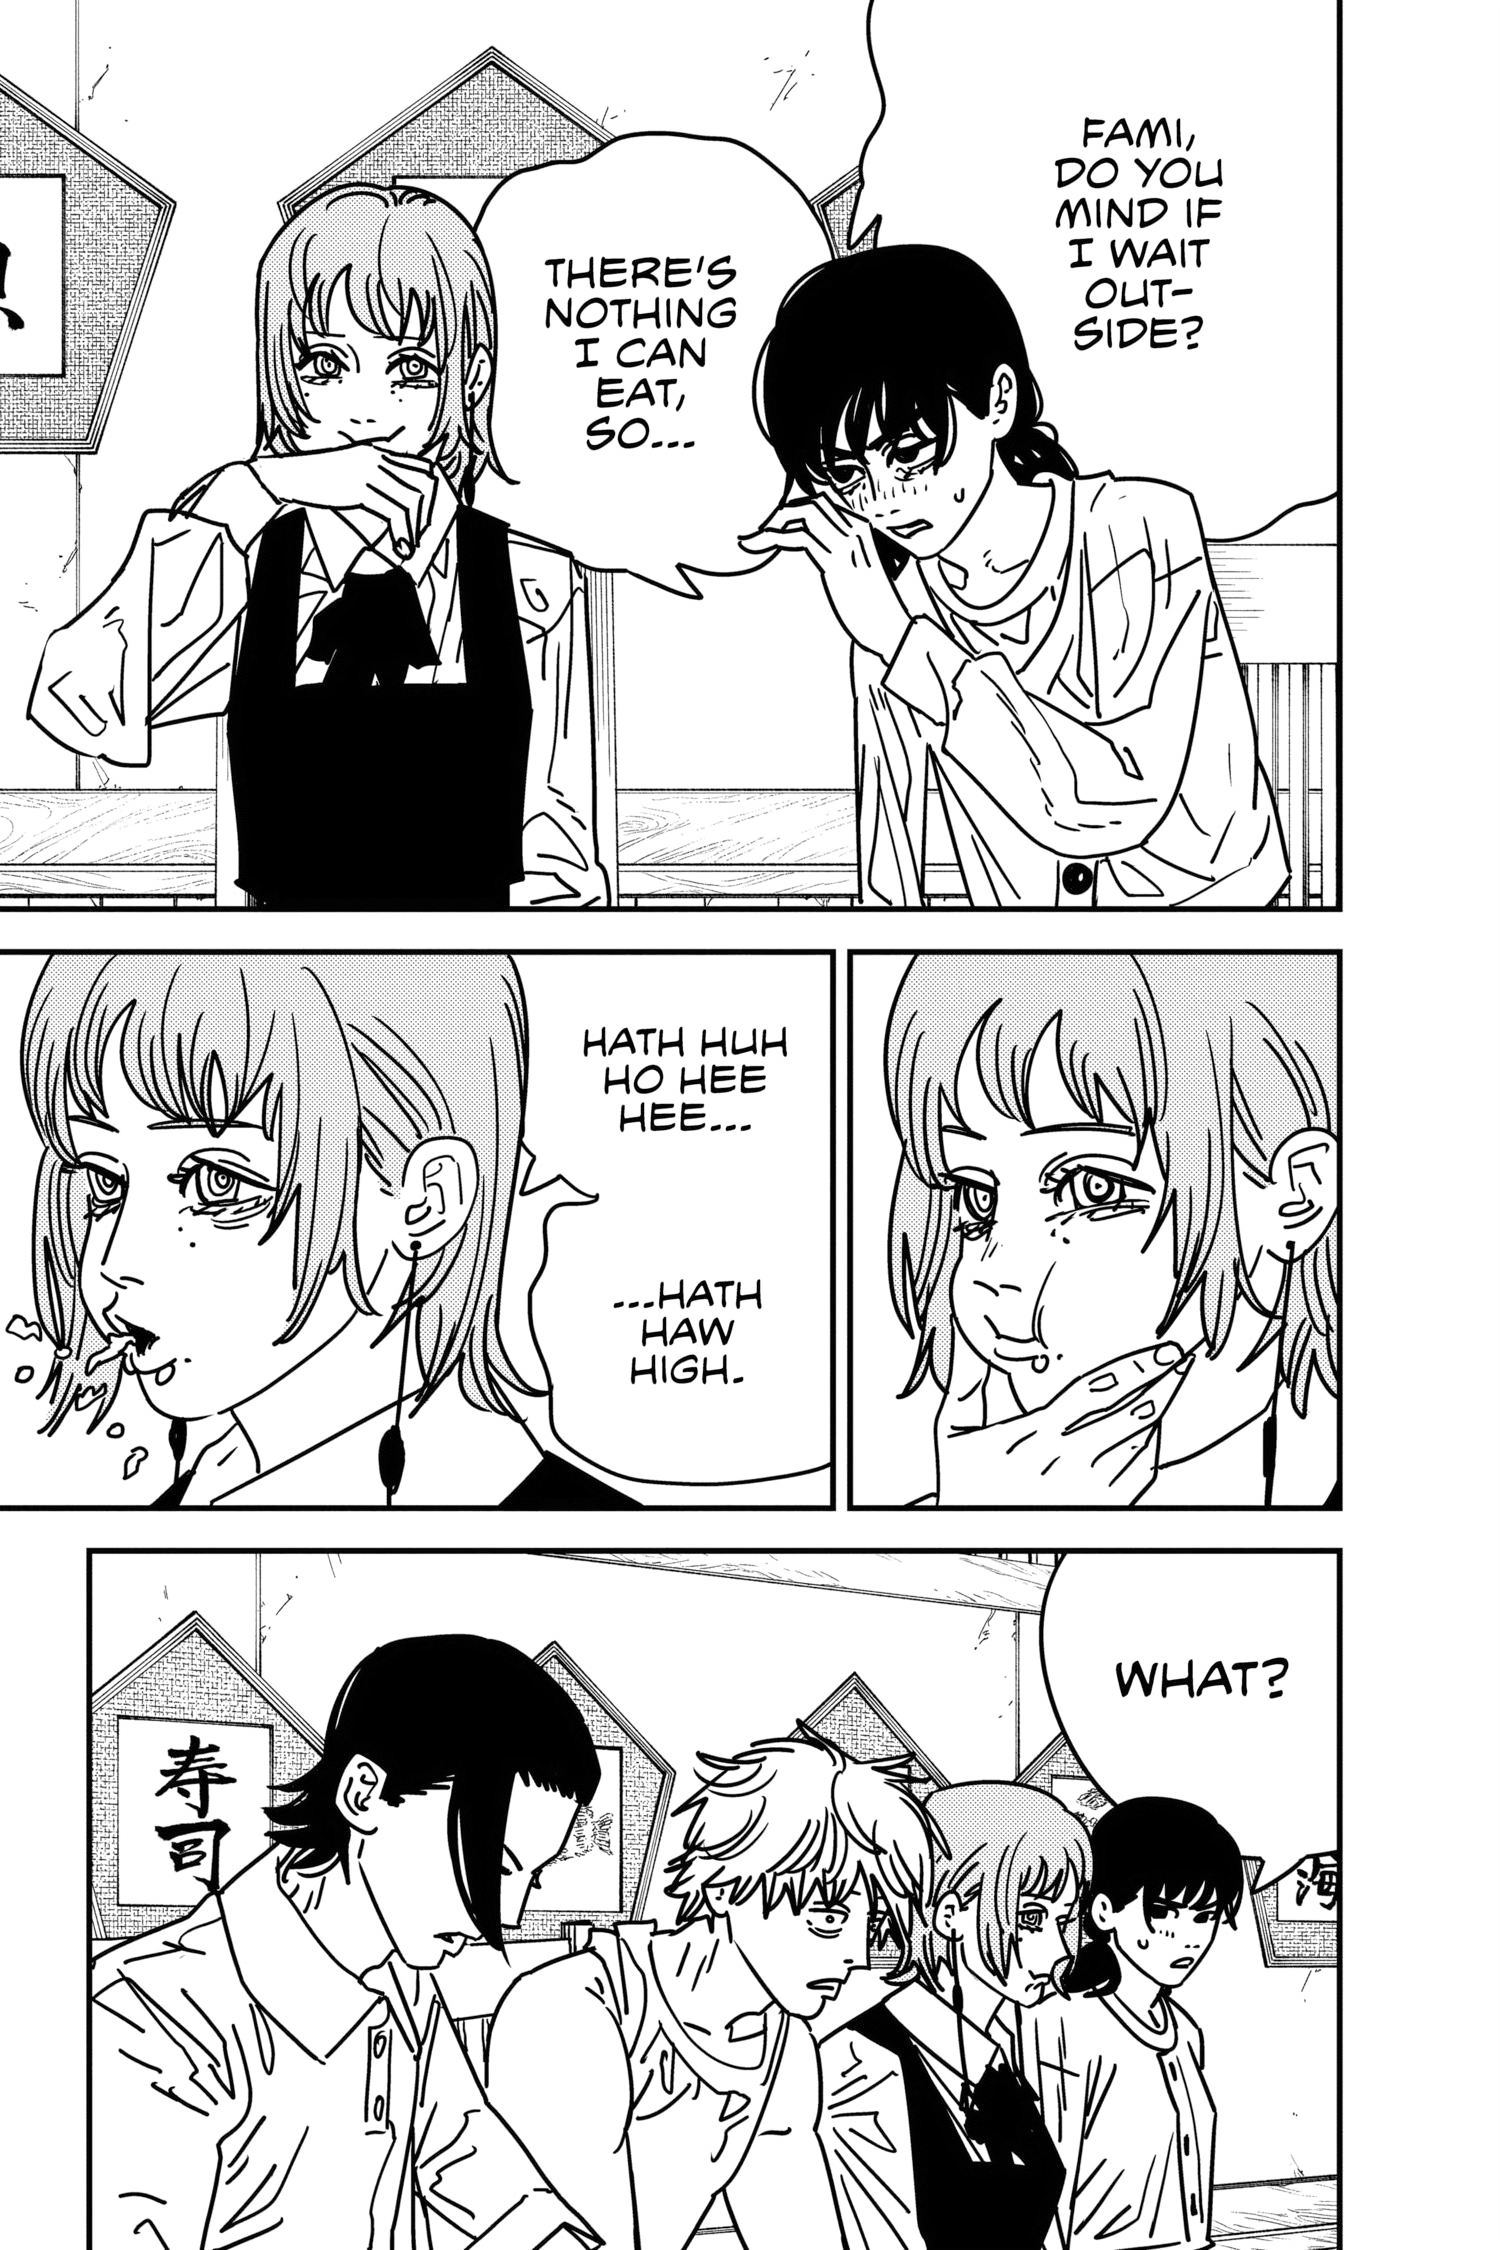 FAMI,
DO YOU
MIND IF
I WAIT
OUT-
SIDE?
THERE'S
NOTHING
I CAN
EAT,
SO...
...HATH
HAW
HIGH.
HATH HUH
HO HEE
HEE...
WHAT?
寿
司
海